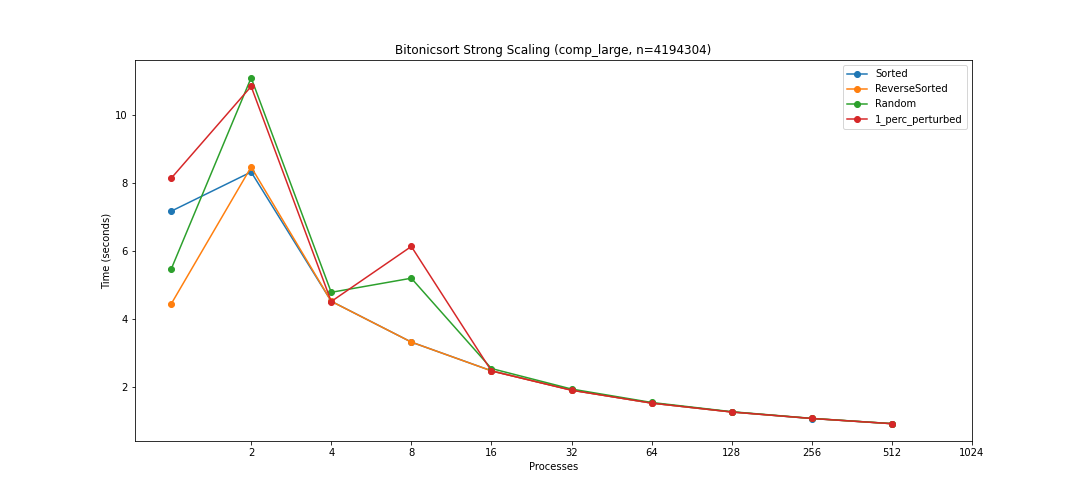 Bitonicsort Strong Scaling (comp_large, n=4194304)
Sorted
ReverseSorted
Random
1_perc_perturbed
Time (seconds)
10
8
6
4
2
2 4 8 16 32 64 128 256 512 1024
Processes